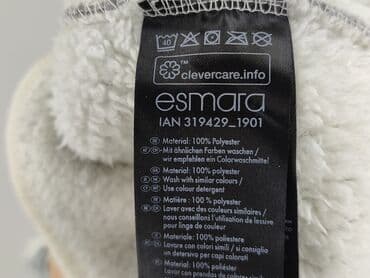 40
™
clevercare.info
esmara
IAN 319429_1901
Material: 100% Polyester
Mit ähnlichen Farben waschen /
wir empfehlen ein Colorwaschmittel
Material: 100% polyester
Wash with similar colours /
Use colour detergent
Matière : 100 % polyester
Laver avec des couleurs similaires /
nous conseillons l'utilisation de lessive
pour linge de couleur
Materiale: 100% poliestere
Lavare con colori simili / si consiglia
un detersivo per capi colorati
Material: 100% poliéster